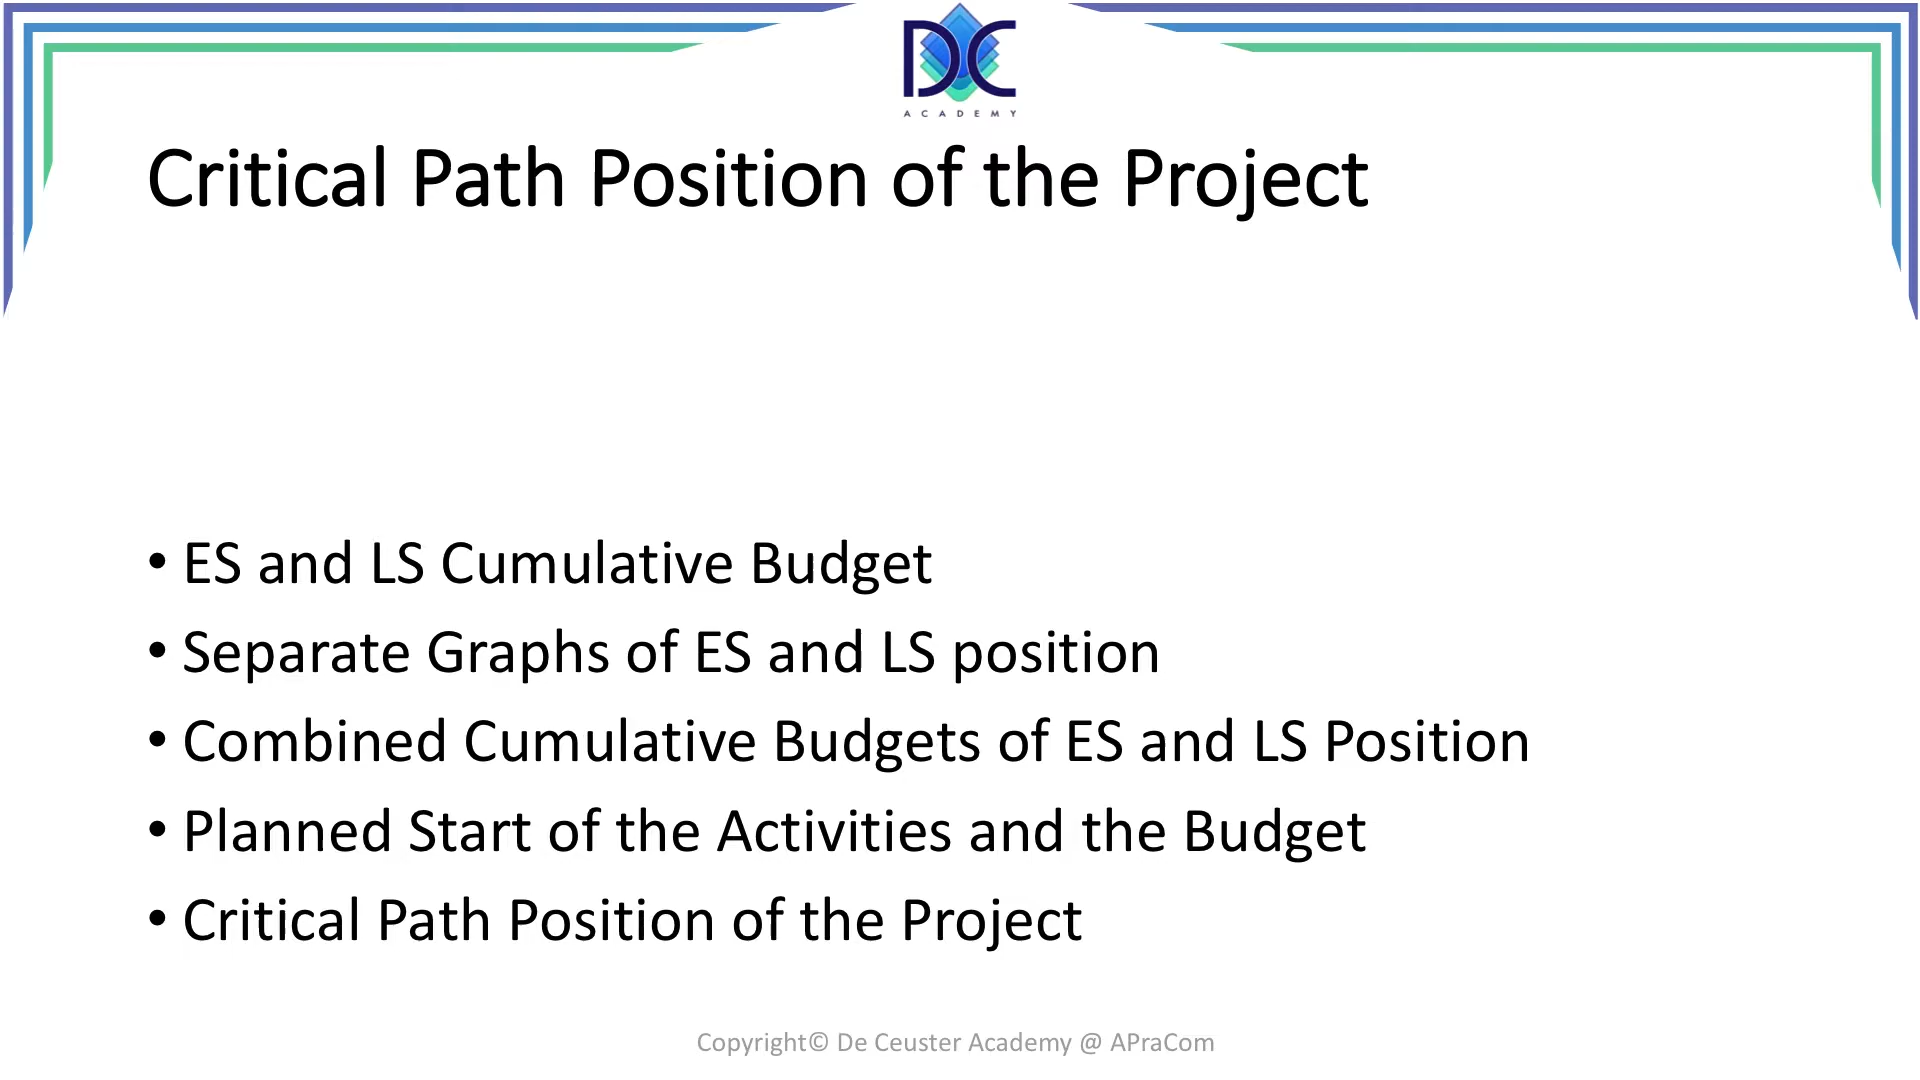 DC
ACADEMY
Critical Path Position of the Project
• ES and LS Cumulative Budget
• Separate Graphs of ES and LS position
• Combined Cumulative Budgets of ES and LS Position
• Planned Start of the Activities and the Budget
• Critical Path Position of the Project
Copyright© De Ceuster Academy @ APraCom